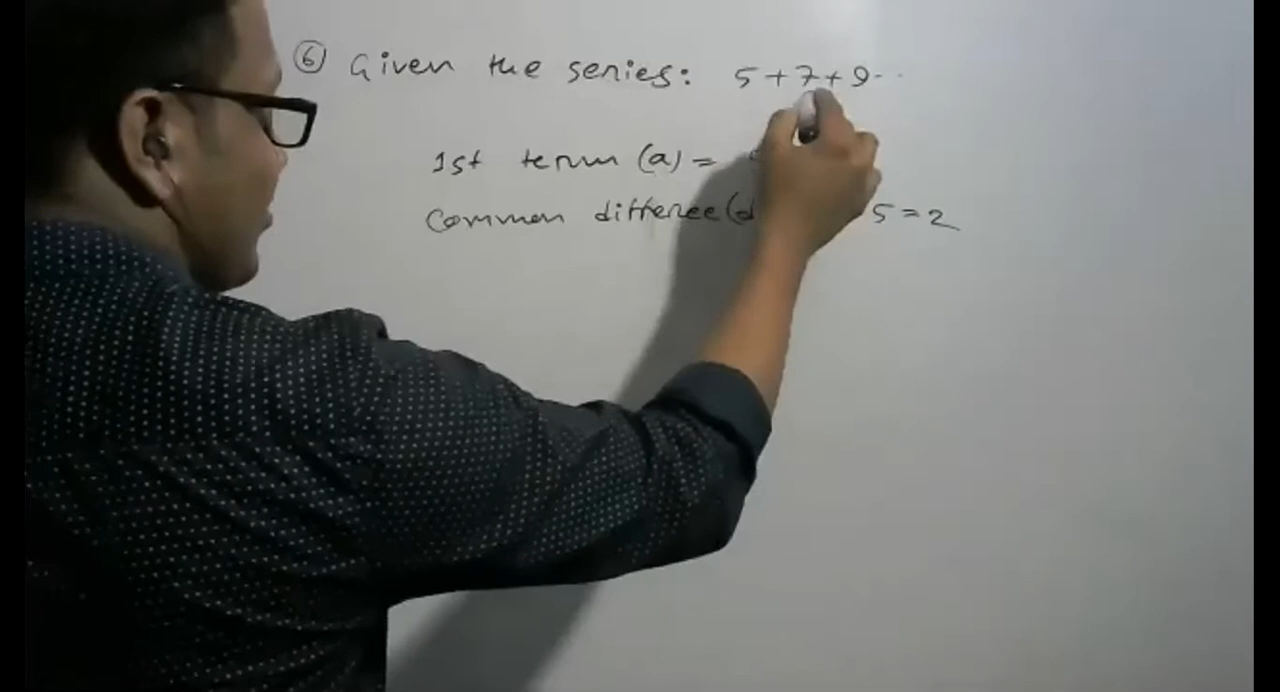 ⑥ Given the series: 5+7+9...
1st term (a) =
Common differece (d 5 = 2